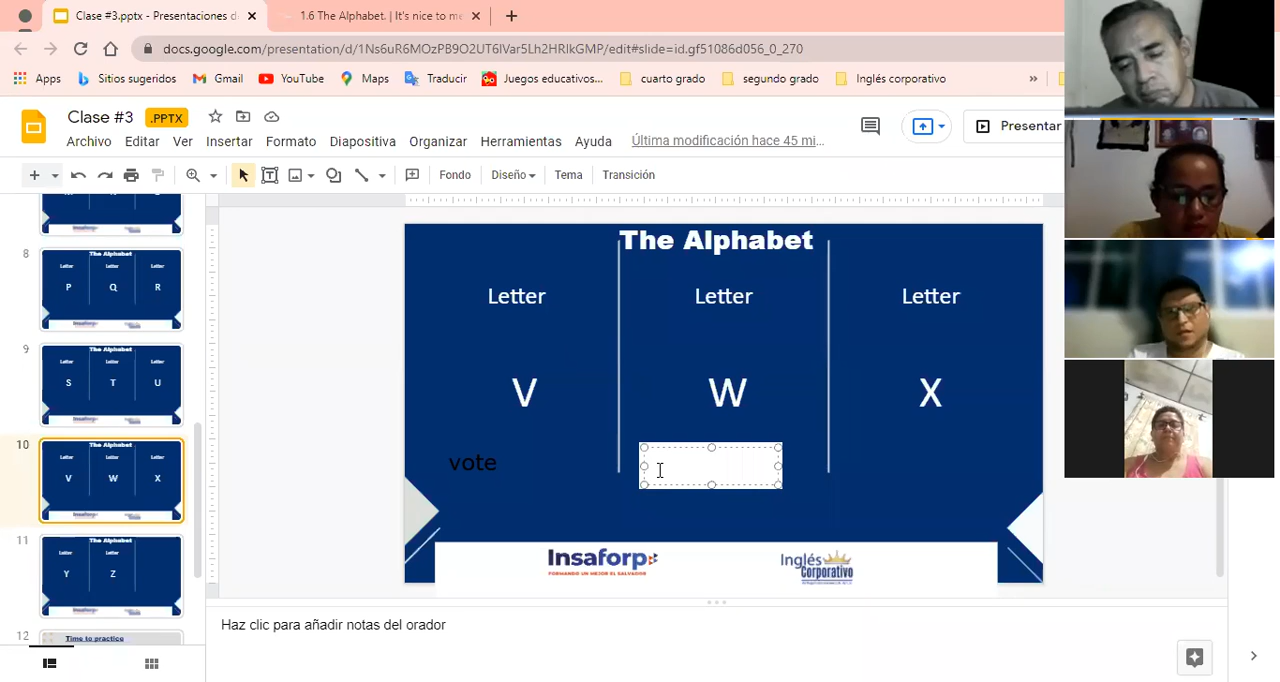 Clase #3.pptx - Presentaciones d
1.6 The Alphabet. | It's nice to me
docs.google.com/presentation/d/1Ns6uR6MOzPB9O2UT6IVar5Lh2HRlkGMP/edit#slide=id.gf51086d056_0_270
Apps Sitios sugeridos Gmail YouTube Maps Traducir Juegos educativos... cuarto grado segundo grado Inglés corporativo »
Clase #3 .PPTX
Archivo Editar Ver Insertar Formato Diapositiva Organizar Herramientas Ayuda Última modificación hace 45 mi...
Presentar
Fondo Diseño Tema Transición
8
The Alphabet
Letter Letter Letter
P Q R
9
The Alphabet
Letter Letter Letter
S T U
10
The Alphabet
Letter Letter Letter
V W X
11
The Alphabet
Letter Letter
Y Z
12
Time to practice
The Alphabet
Letter Letter Letter
V W X
vote
Insaforp
FORMANDO UN MEJOR EL SALVADOR
Inglés
Corporativo
Haz clic para añadir notas del orador